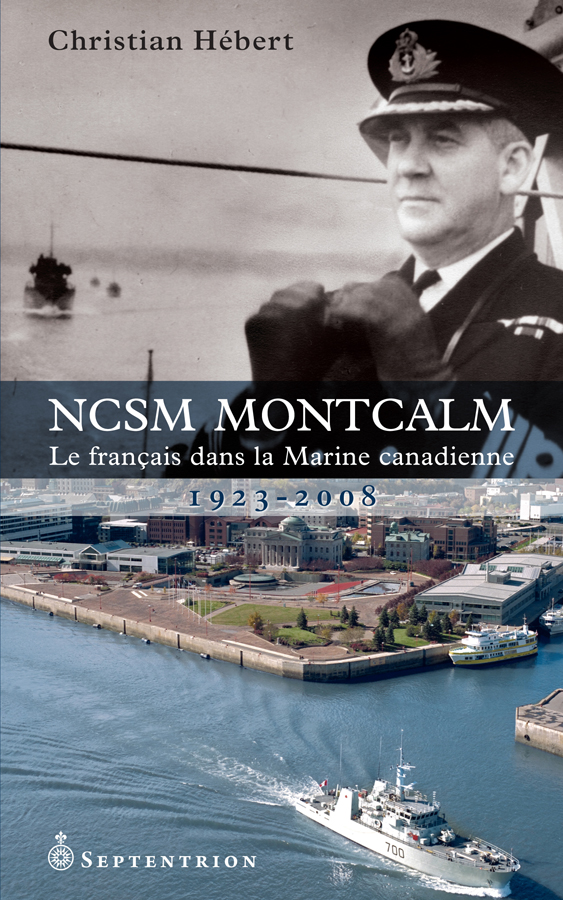 Christian Hébert
NCSM MONTCALM
Le français dans la Marine canadienne
1923-2008
700
SEPTENTRION